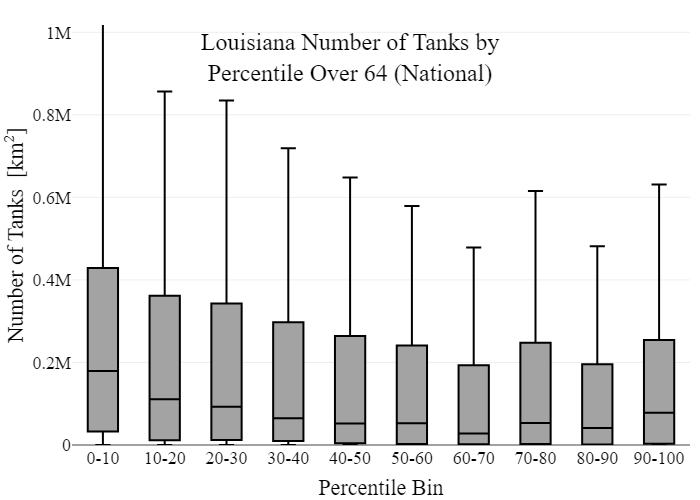 Louisiana Number of Tanks by
Percentile Over 64 (National)
Number of Tanks [km²]
1M
0.8M
0.6M
0.4M
0.2M
0
0-10 10-20 20-30 30-40 40-50 50-60 60-70 70-80 80-90 90-100
Percentile Bin